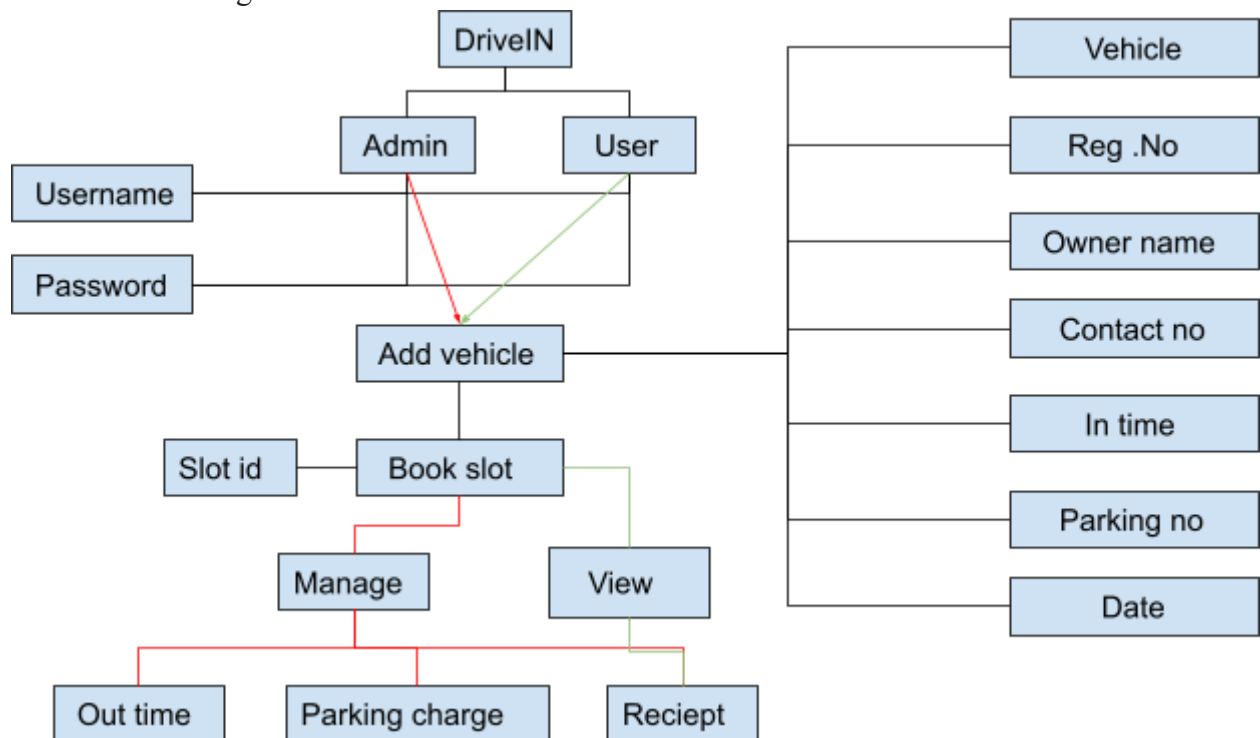 DriveIN
Vehicle
Admin
User
Reg .No
Username
Owner name
Password
Contact no
Add vehicle
In time
Slot id
Book slot
Parking no
Manage
View
Date
Out time
Parking charge
Reciept